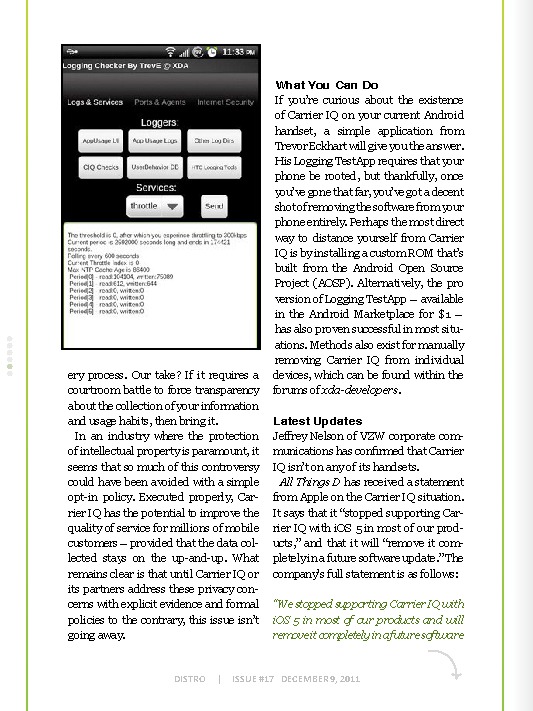 11:33 PM
Logging Checker By TrevE @ XDA
Logs & Services Ports & Agents Internet Security
Loggers:
AppUsage Logs Other Log Dirs
CIQ Checks UserBehavior DB HTC Logging Tools
Services:
throttle Send
The threshold is 0, after which you experince throttling to 300kbps
Current period is 2592000 seconds long and ends in 174421
seconds.
Polling every 600 seconds
Current Throttle Index is 0
Max NTP Cache Age is 86400
Period[0] - read:104104, written:75089
Period[1] - read:612, written:644
Period[2] - read:0, written:0
Period[3] - read:0, written:0
Period[4] - read:0, written:0
Period[5] - read:0, written:0
ery process. Our take? If it requires a
courtroom battle to force transparency
about the collection of your information
and usage habits, then bring it.
In an industry where the protection
of intellectual property is paramount, it
seems that so much of this controversy
could have been avoided with a simple
opt-in policy. Executed properly, Car-
rier IQ has the potential to improve the
quality of service for millions of mobile
customers — provided that the data col-
lected stays on the up-and-up. What
remains clear is that until Carrier IQ or
its partners address these privacy con-
cerns with explicit evidence and formal
policies to the contrary, this issue isn't
going away.
What You Can Do
If you're curious about the existence
of Carrier IQ on your current Android
handset, a simple application from
Trevor Eckhart will give you the answer.
His Logging TestApp requires that your
phone be rooted, but thankfully, once
you've gone that far, you've got a decent
shot of removing the software from your
phone entirely. Perhaps the most direct
way to distance yourself from Carrier
IQ is by installing a custom ROM that's
built from the Android Open Source
Project (AOSP). Alternatively, the pro
version of Logging TestApp — available
in the Android Marketplace for $1 —
has also proven successful in most situ-
ations. Methods also exist for manually
removing Carrier IQ from individual
devices, which can be found within the
forums of xda-developers.
Latest Updates
Jeffrey Nelson of VZW corporate com-
munications has confirmed that Carrier
IQ isn't on any of its handsets.
All Things D has received a statement
from Apple on the Carrier IQ situation.
It says that it “stopped supporting Car-
rier IQ with iOS 5 in most of our prod-
ucts,” and that it will “remove it com-
pletely in a future software update.” The
company's full statement is as follows:
“We stopped supporting Carrier IQ with
iOS 5 in most of our products and will
remove it completely in a future software
DISTRO | ISSUE #17 DECEMBER 9, 2011